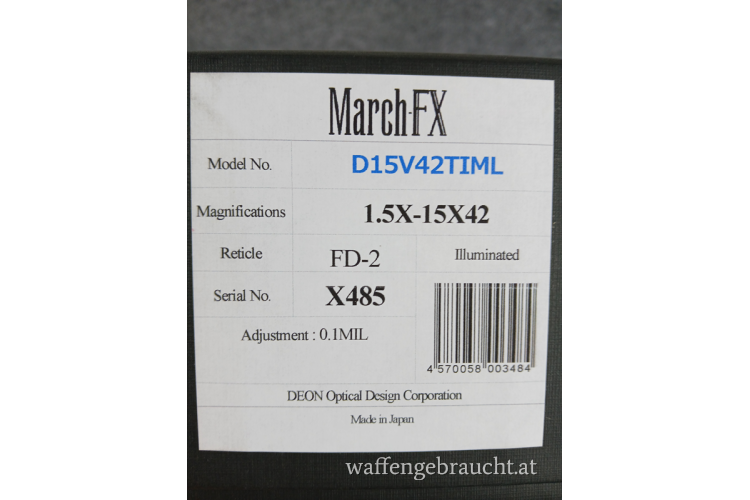 March-FX
Model No. D15V42TIML
Magnifications 1.5X-15X42
Reticle FD-2 Illuminated
Serial No. X485
Adjustment : 0.1MIL
4 570058 003484
DEON Optical Design Corporation
Made in Japan
waffengebraucht.at